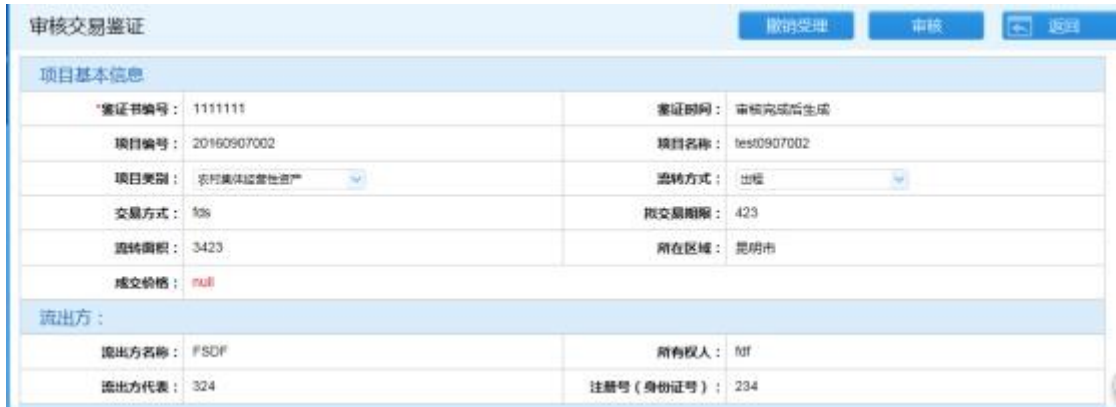 审核交易鉴证 撤销受理 审核 返回
项目基本信息
*鉴证书编号： 1111111 鉴证时间： 审核完成后生成
项目编号： 20160907002 项目名称： test0907002
项目类别： 农村集体经营性资产 流转方式： 出租
交易方式： fds 拟交易期限： 423
流转面积： 3423 所在区域： 昆明市
成交价格： null
流出方：
流出方名称： FSDF 所有权人： fdf
流出方代表： 324 注册号（身份证号）： 234